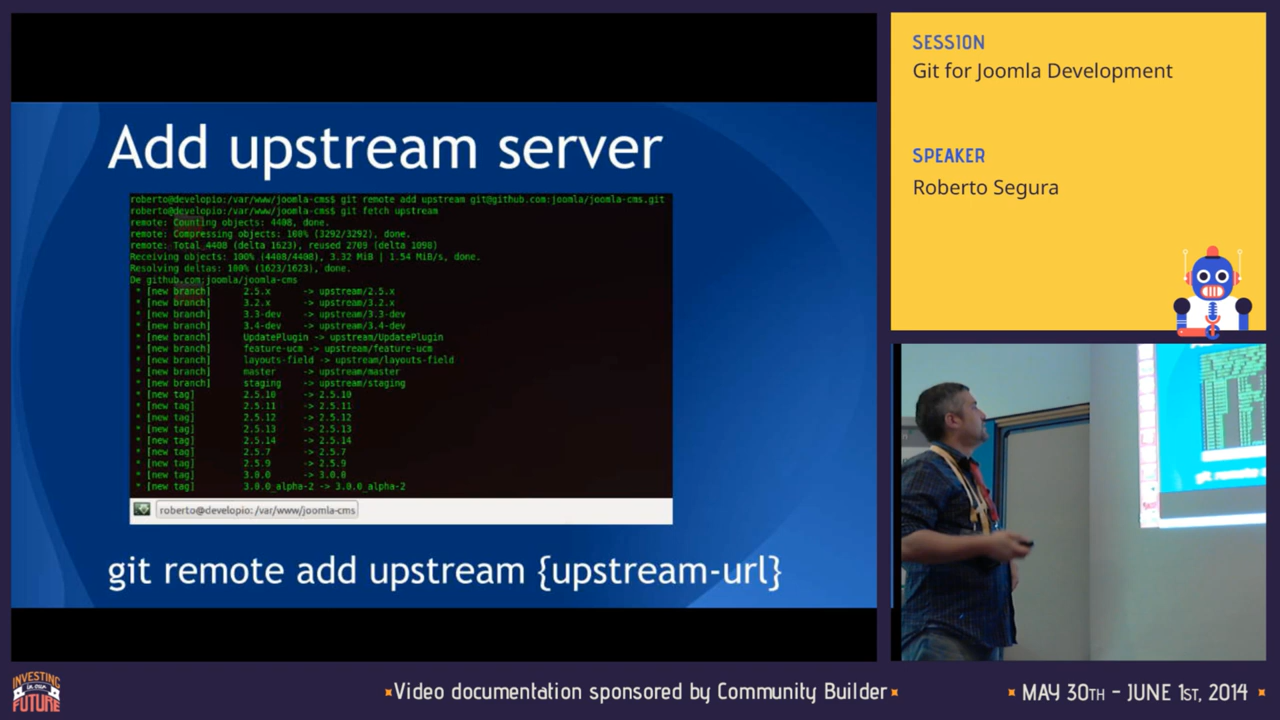 Add upstream server
roberto@developio:/var/www/joomla-cms$ git remote add upstream git@github.com:joomla/joomla-cms.git
roberto@developio:/var/www/joomla-cms$ git fetch upstream
remote: Counting objects: 4408, done.
remote: Compressing objects: 100% (3292/3292), done.
remote: Total 4408 (delta 1623), reused 2709 (delta 1098)
Receiving objects: 100% (4408/4408), 3.32 MiB | 1.54 MiB/s, done.
Resolving deltas: 100% (1623/1623), done.
De github.com:joomla/joomla-cms
* [new branch] 2.5.x -> upstream/2.5.x
* [new branch] 3.2.x -> upstream/3.2.x
* [new branch] 3.3-dev -> upstream/3.3-dev
* [new branch] 3.4-dev -> upstream/3.4-dev
* [new branch] UpdatePlugin -> upstream/UpdatePlugin
* [new branch] feature-ucm -> upstream/feature-ucm
* [new branch] layouts-field -> upstream/layouts-field
* [new branch] master -> upstream/master
* [new branch] staging -> upstream/staging
* [new tag] 2.5.10 -> 2.5.10
* [new tag] 2.5.11 -> 2.5.11
* [new tag] 2.5.12 -> 2.5.12
* [new tag] 2.5.13 -> 2.5.13
* [new tag] 2.5.14 -> 2.5.14
* [new tag] 2.5.7 -> 2.5.7
* [new tag] 2.5.9 -> 2.5.9
* [new tag] 3.0.0 -> 3.0.0
* [new tag] 3.0.0_alpha-2 -> 3.0.0_alpha-2
roberto@developio: /var/www/joomla-cms
git remote add upstream {upstream-url}
SESSION
Git for Joomla Development
SPEAKER
Roberto Segura
git remote
INVESTING
IN OUR
FUTURE
Video documentation sponsored by Community Builder
MAY 30TH - JUNE 1ST, 2014